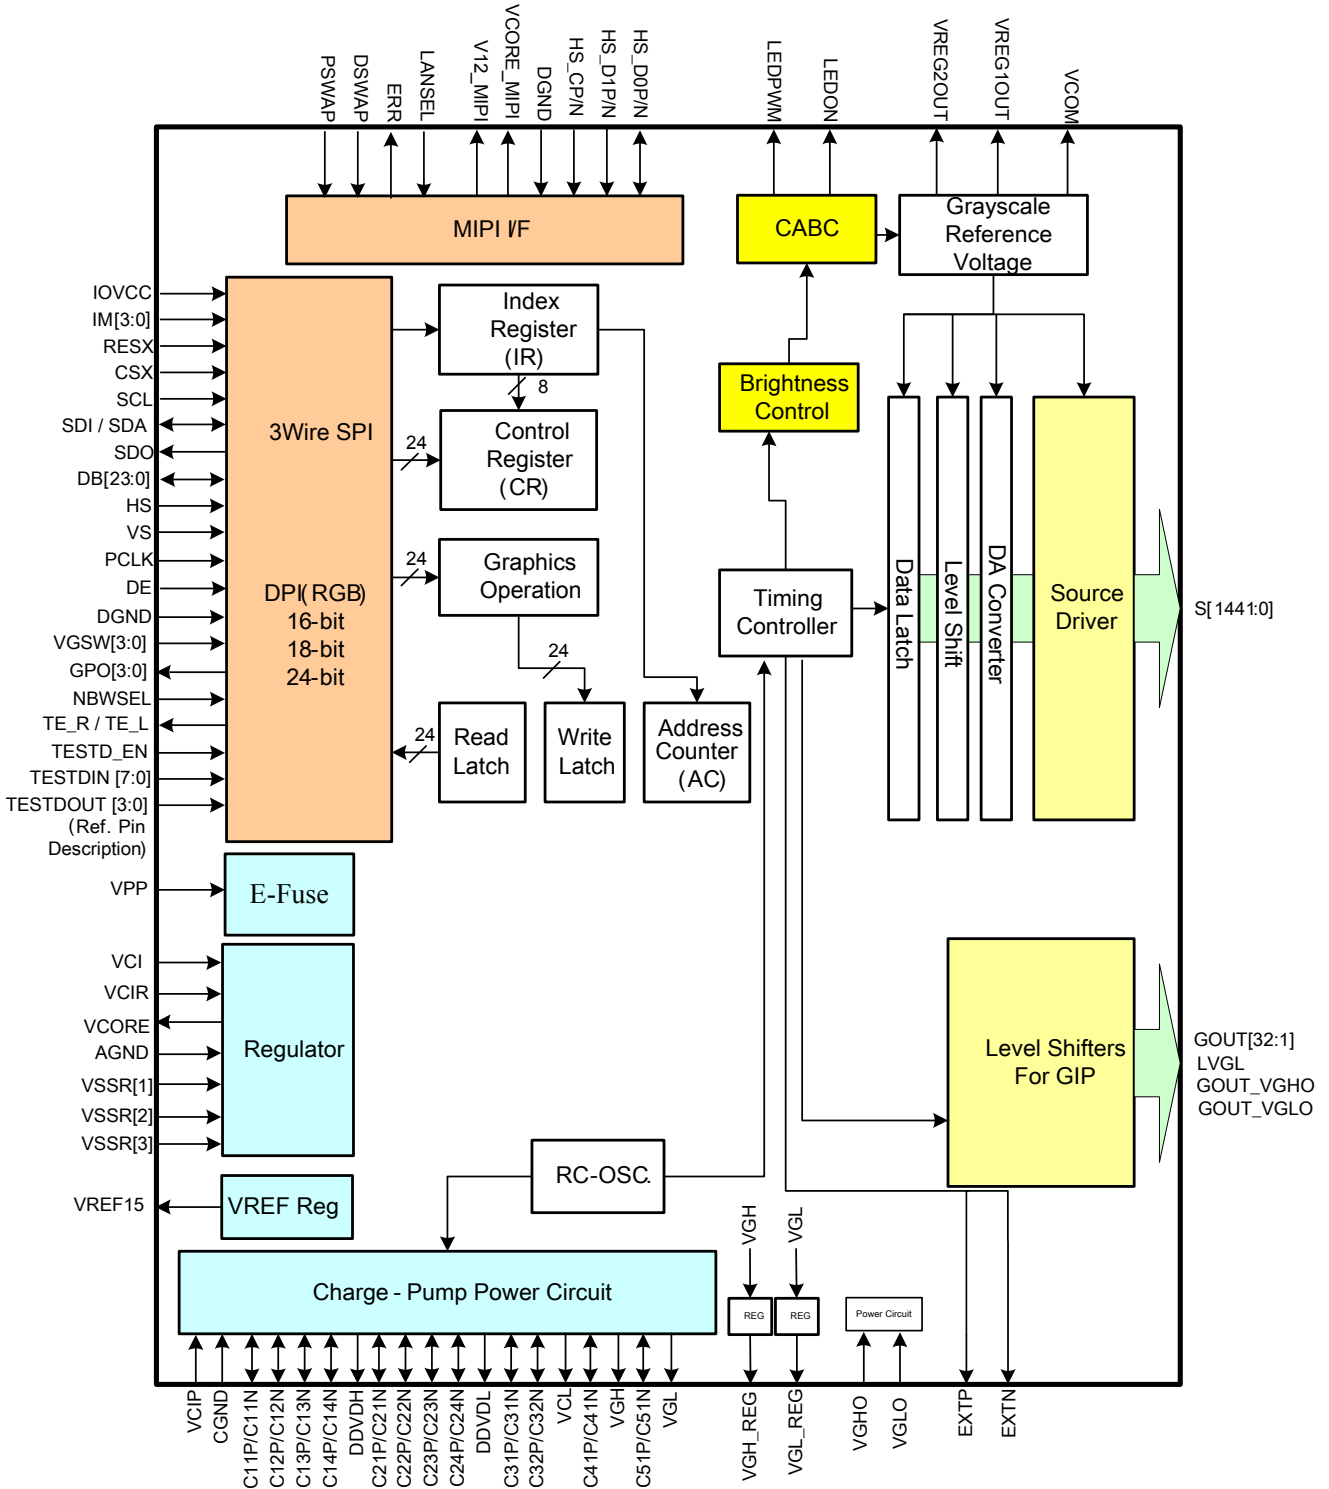 PSWAP
DSWAP
ERR
LANSEL
V12_MIPI
VCORE_MIPI
DGND
HS_CP/N
HS_D1P/N
HS_D0P/N
LEDPWM
LEDON
VREG2OUT
VREG1OUT
VCOM
MIPI I/F
CABC
Grayscale
Reference
Voltage
IOVCC
IM[3:0]
RESX
CSX
SCL
SDI / SDA
SDO
DB[23:0]
HS
VS
PCLK
DE
DGND
VGSW[3:0]
GPO[3:0]
NBWSEL
TE_R / TE_L
TESTD_EN
TESTDIN [7:0]
TESTDOUT [3:0]
(Ref. Pin
Description)
3Wire SPI
DPI(RGB)
16-bit
18-bit
24-bit
Index
Register
(IR)
8
Control
Register
(CR)
24
24
Graphics
Operation
24
24
Read
Latch
Write
Latch
Address
Counter
(AC)
Brightness
Control
Timing
Controller
Data Latch
Level Shift
DA Converter
Source
Driver
S[1441:0]
VPP
E-Fuse
VCI
VCIR
VCORE
AGND
VSSR[1]
VSSR[2]
VSSR[3]
Regulator
VREF15
VREF Reg
RC-OSC.
Level Shifters
For GIP
GOUT[32:1]
LVGL
GOUT_VGHO
GOUT_VGLO
Charge - Pump Power Circuit
VGH
VGL
REG
REG
Power Circuit
VCIP
CGND
C11P/C11N
C12P/C12N
C13P/C13N
C14P/C14N
DDVDH
C21P/C21N
C22P/C22N
C23P/C23N
C24P/C24N
DDVDL
C31P/C31N
C32P/C32N
VCL
C41P/C41N
VGH
C51P/C51N
VGL
VGH_REG
VGL_REG
VGHO
VGLO
EXTP
EXTN